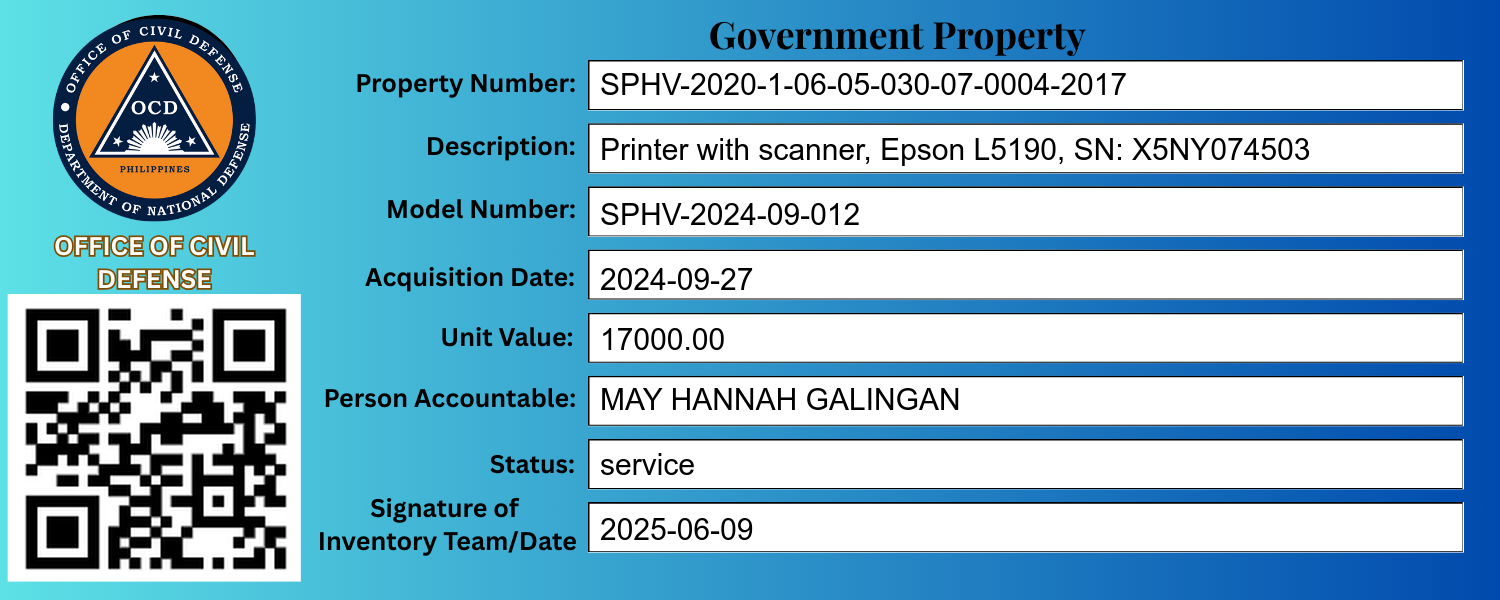 OFFICE OF CIVIL DEFENSE
DEPARTMENT OF NATIONAL DEFENSE
OCD
PHILIPPINES
OFFICE OF CIVIL
DEFENSE
Government Property
Property Number: SPHV-2020-1-06-05-030-07-0004-2017
Description: Printer with scanner, Epson L5190, SN: X5NY074503
Model Number: SPHV-2024-09-012
Acquisition Date: 2024-09-27
Unit Value: 17000.00
Person Accountable: MAY HANNAH GALINGAN
Status: service
Signature of
Inventory Team/Date 2025-06-09